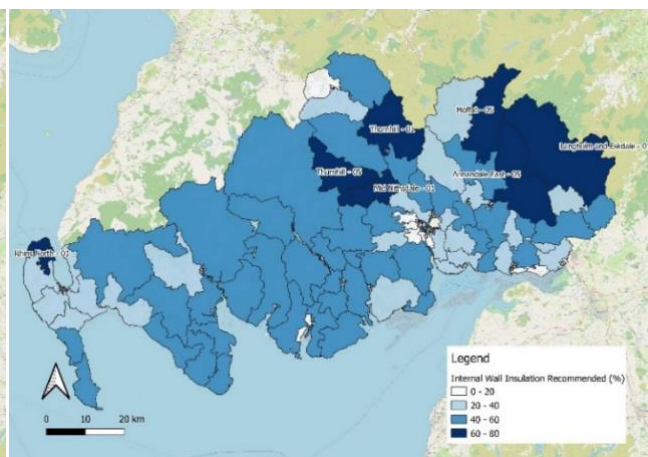 Thornhill - 01
Moffat - 05
Langholm and Eskdale - 0
Thornhill - 05
Annandale East - 05
Mid Nithsdale - 01
Rhins North - 01
Legend
Internal Wall Insulation Recommended (%)
0 - 20
20 - 40
40 - 60
60 - 80
0 10 20 km